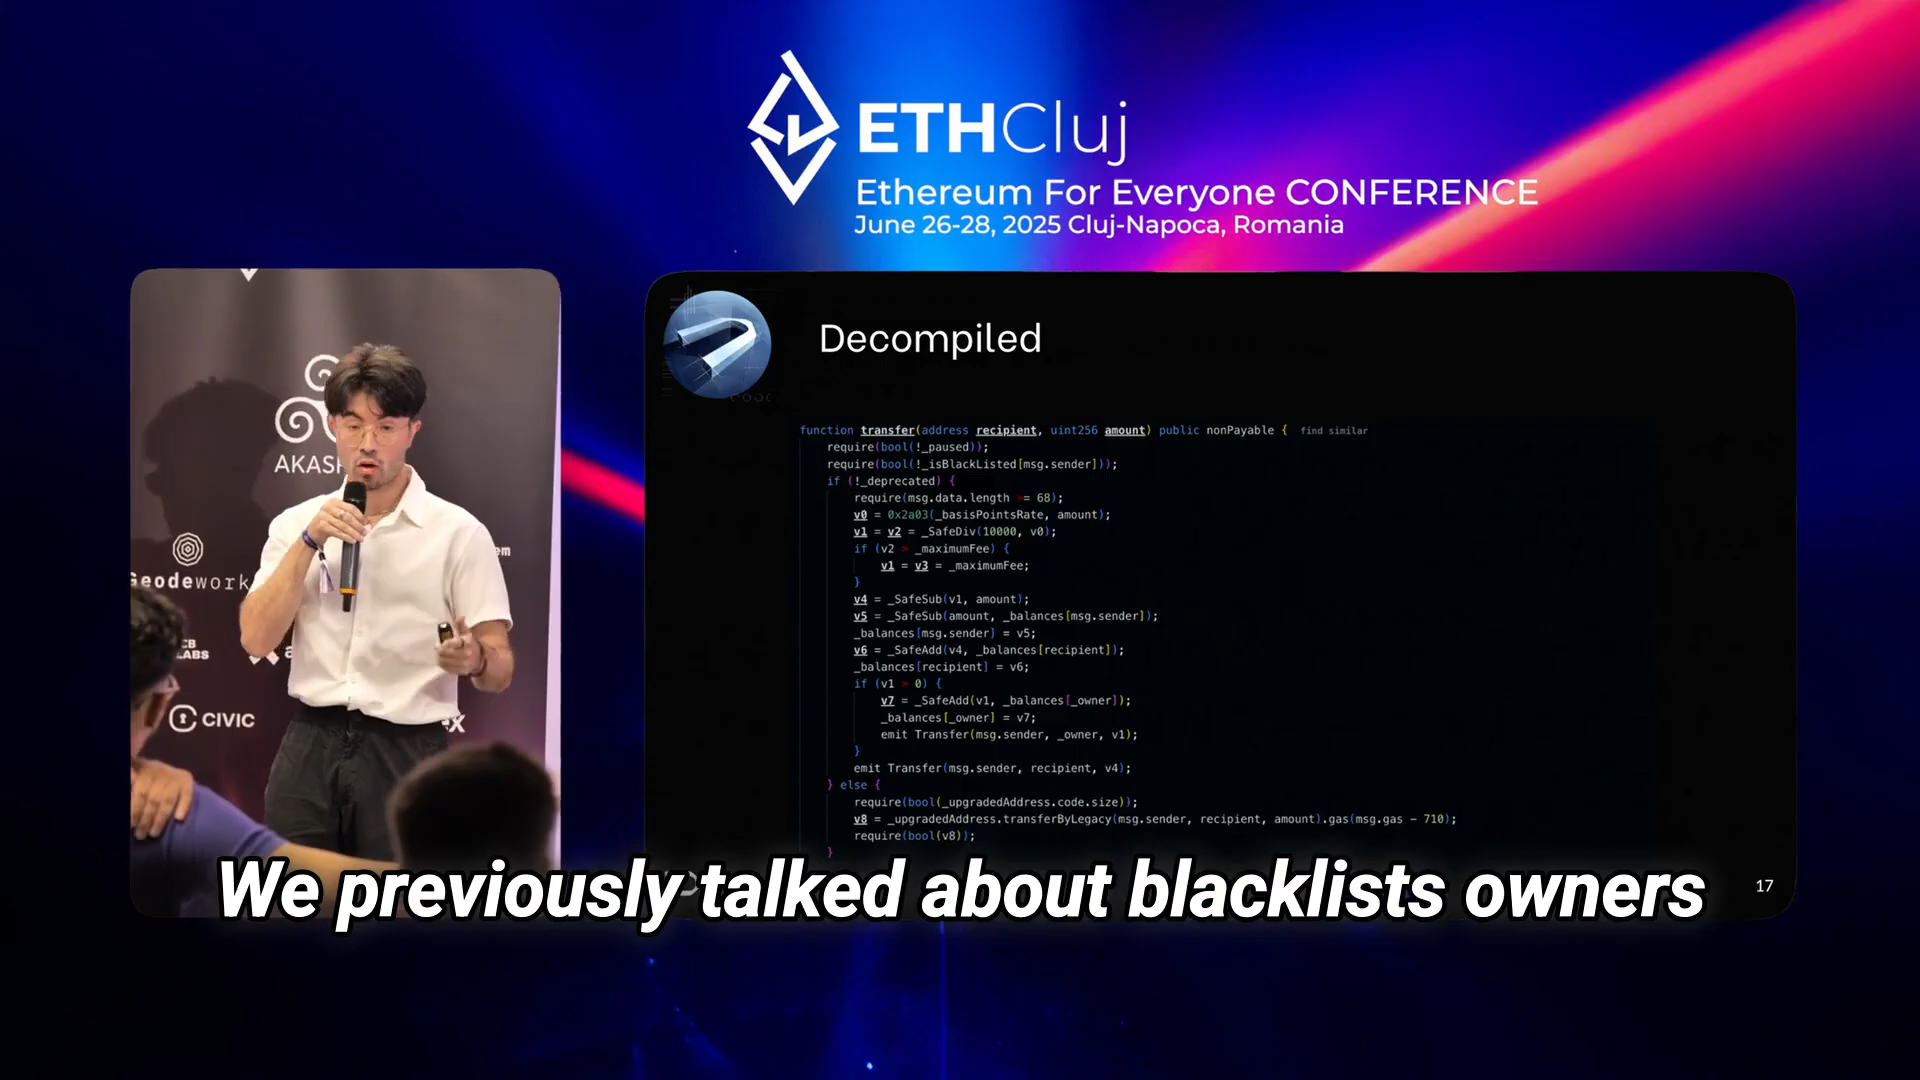 ETHCluj
Ethereum For Everyone CONFERENCE
June 26-28, 2025 Cluj-Napoca, Romania
AKASH
Geodework
LABS
CIVIC
Decompiled
function transfer(address recipient, uint256 amount) public nonPayable { find similar
require(bool(!_paused));
require(bool(!_isBlackListed[msg.sender]));
if (!_deprecated) {
require(msg.data.length >= 68);
v0 = 0x2a03(_basisPointsRate, amount);
v1 = v2 = _SafeDiv(10000, v0);
if (v2 > _maximumFee) {
v1 = v3 = _maximumFee;
}
v4 = _SafeSub(v1, amount);
v5 = _SafeSub(amount, _balances[msg.sender]);
_balances[msg.sender] = v5;
v6 = _SafeAdd(v4, _balances[recipient]);
_balances[recipient] = v6;
if (v1 > 0) {
v7 = _SafeAdd(v1, _balances[_owner]);
_balances[_owner] = v7;
emit Transfer(msg.sender, _owner, v1);
}
emit Transfer(msg.sender, recipient, v4);
} else {
require(bool(_upgradedAddress.code.size));
v8 = _upgradedAddress.transferByLegacy(msg.sender, recipient, amount).gas(msg.gas - 710);
require(bool(v8));
}
17
We previously talked about blacklists owners